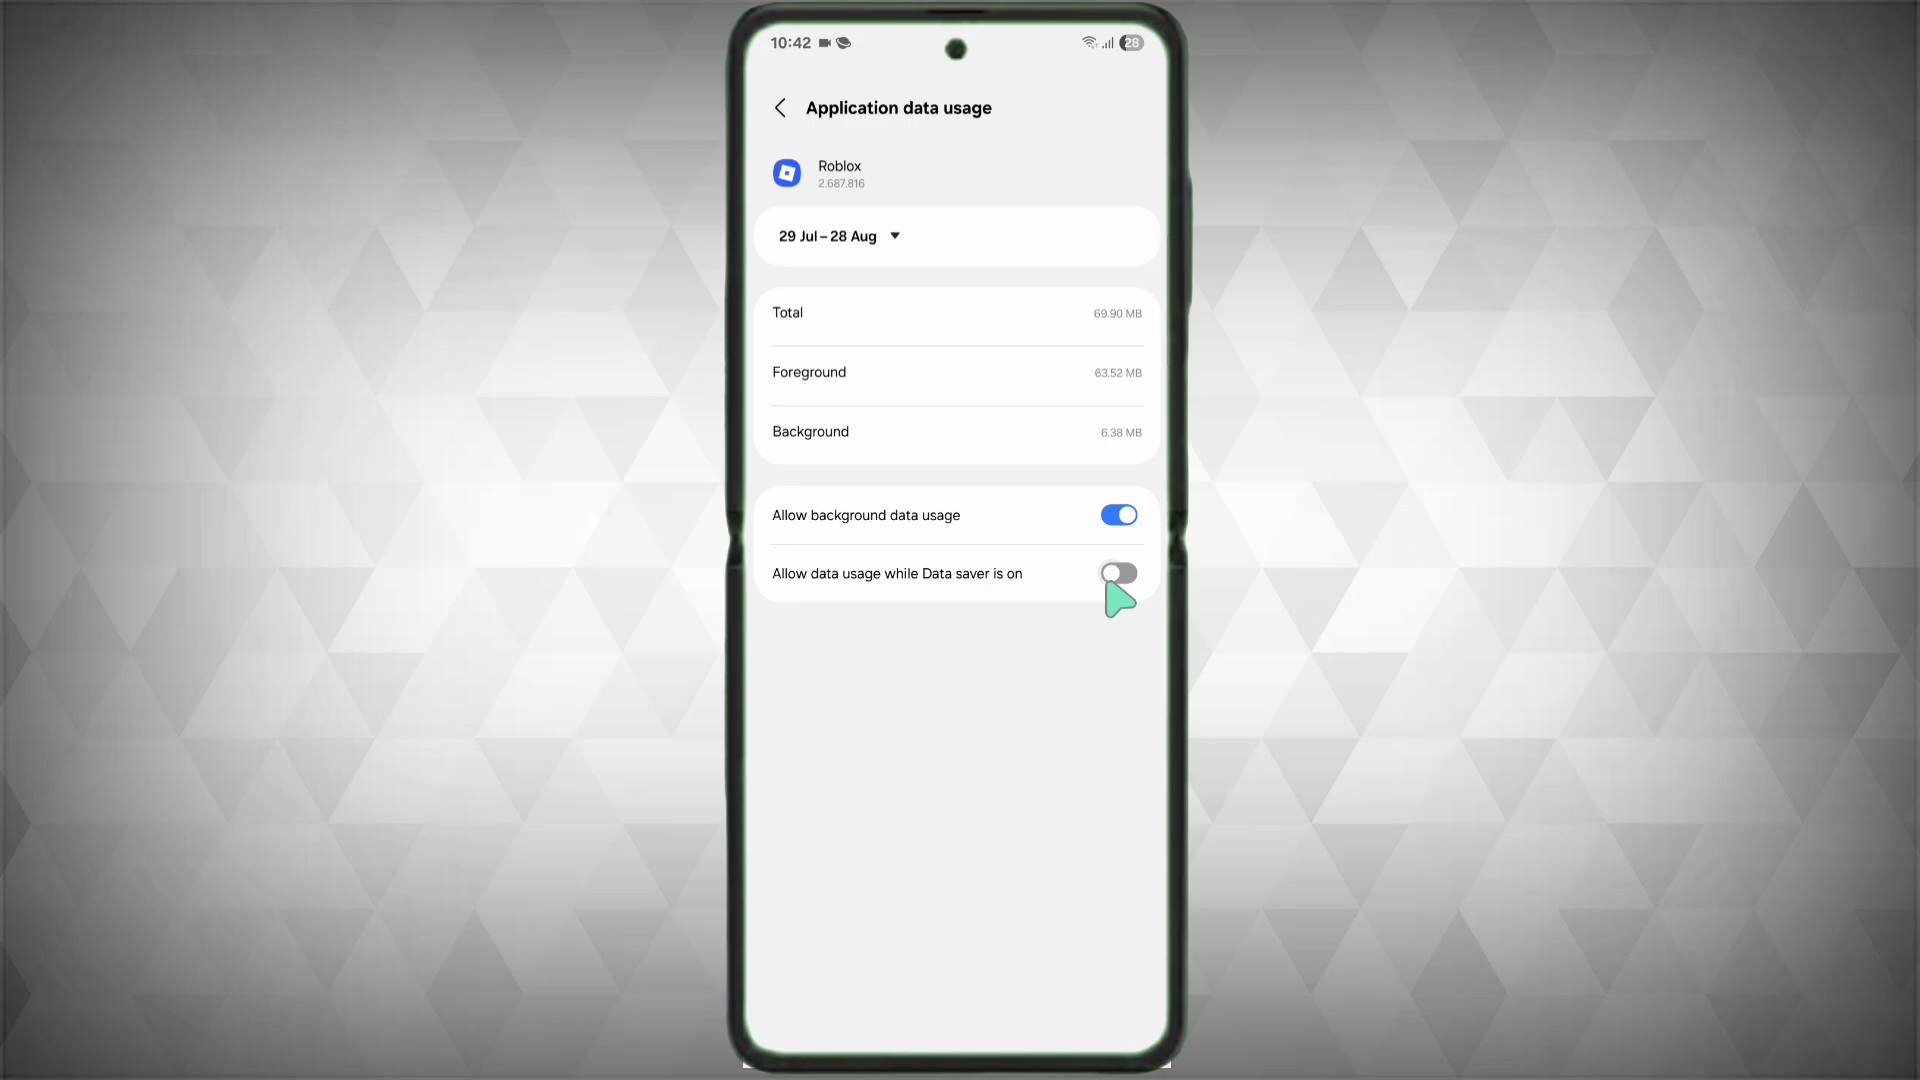 10:42
28
Application data usage
Roblox
2.687.816
29 Jul – 28 Aug
Total
69.90 MB
Foreground
63.52 MB
Background
6.38 MB
Allow background data usage
Allow data usage while Data saver is on